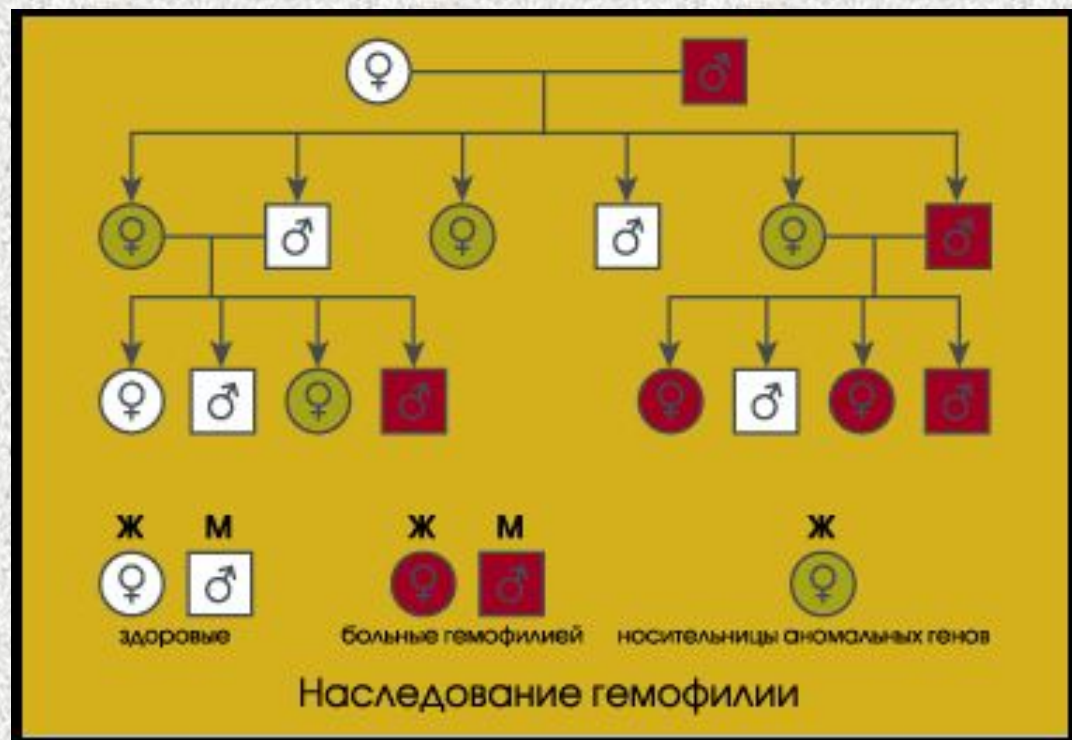 Ж М Ж М Ж
здоровые больные гемофилией носительницы аномальных генов
Наследование гемофилии